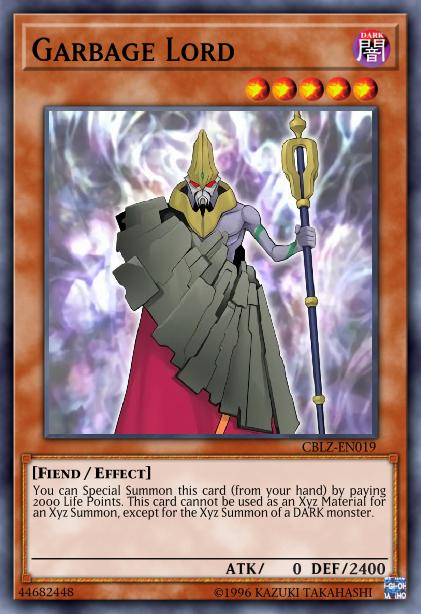 Garbage Lord
DARK
闇
CBLZ-EN019
[Fiend / Effect]
You can Special Summon this card (from your hand) by paying
2000 Life Points. This card cannot be used as an Xyz Material for
an Xyz Summon, except for the Xyz Summon of a DARK monster.
ATK/ 0 DEF/2400
44682448
©1996 KAZUKI TAKAHASHI